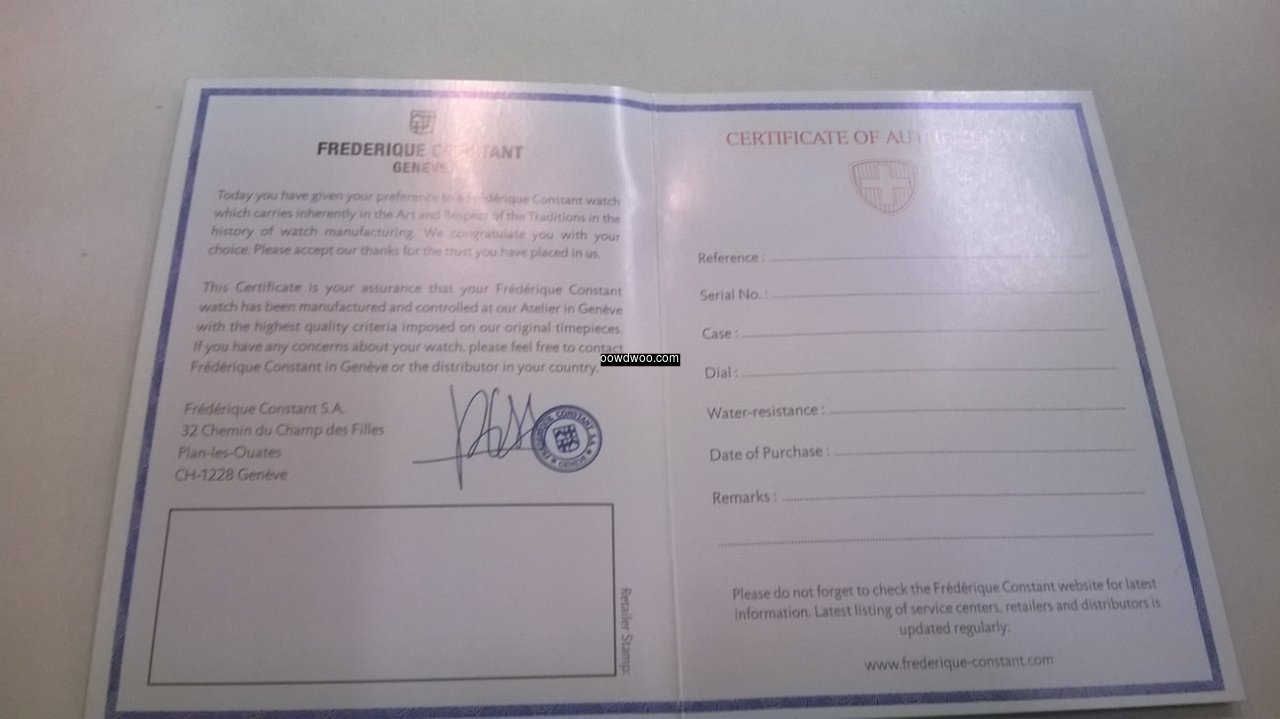 FREDERIQUE CONSTANT
GENEVE
Today you have given your preference to a Frédérique Constant watch
which carries inherently in the Art and Respect of the Traditions in the
history of watch manufacturing. We congratulate you with your
choice. Please accept our thanks for the trust you have placed in us.
This Certificate is your assurance that your Frédérique Constant
watch has been manufactured and controlled at our Atelier in Genève
with the highest quality criteria imposed on our original timepieces.
If you have any concerns about your watch, please feel free to contact
Frédérique Constant in Genève or the distributor in your country.
Frédérique Constant S.A.
32 Chemin du Champ des Filles
Plan-les-Ouates
CH-1228 Genève
FREDERIQUE CONSTANT S.A.
GENEVE
Retailer Stamp:
CERTIFICATE OF AUTHENTICITY
Reference :
Serial No. :
Case :
Dial :
Water-resistance :
Date of Purchase :
Remarks :
Please do not forget to check the Frédérique Constant website for latest
information. Latest listing of service centers, retailers and distributors is
updated regularly:
www.frederique-constant.com
oowdwoo.com